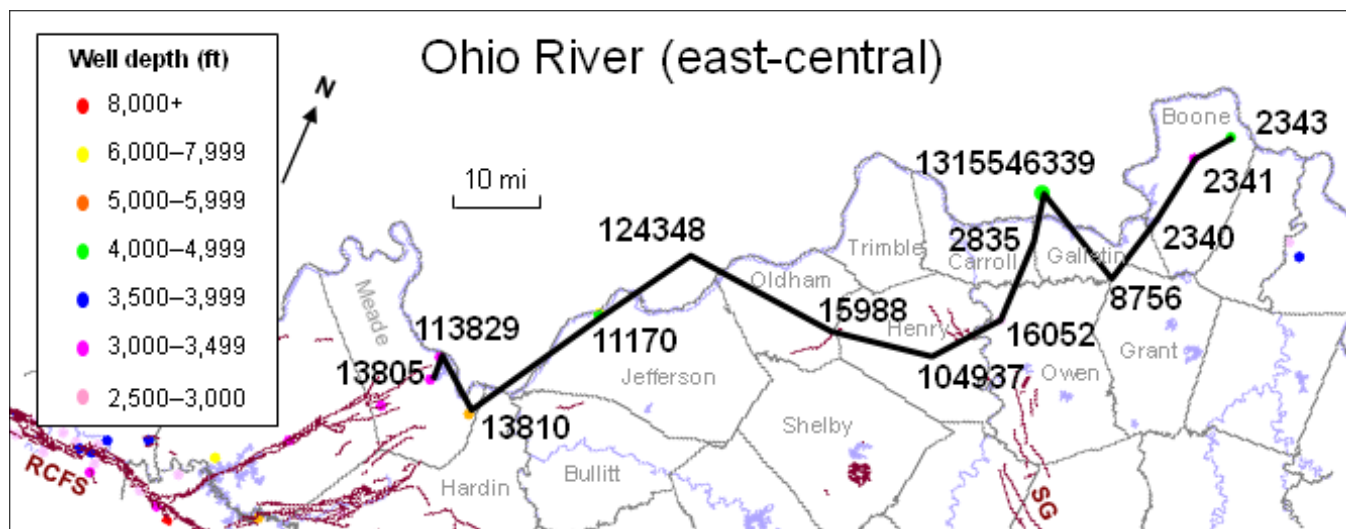 Ohio River (east-central)
Well depth (ft)
8,000+
6,000–7,999
5,000–5,999
4,000–4,999
3,500–3,999
3,000–3,499
2,500–3,000
N
10 mi
Boone
2343
1315546339
2341
124348
2835
2340
Trimble
Carroll
Gallatin
Oldham
8756
Meade
15988
Henry
16052
113829
11170
Grant
13805
Jefferson
104937
Owen
13810
Shelby
RCFS
Bullitt
Hardin
SG